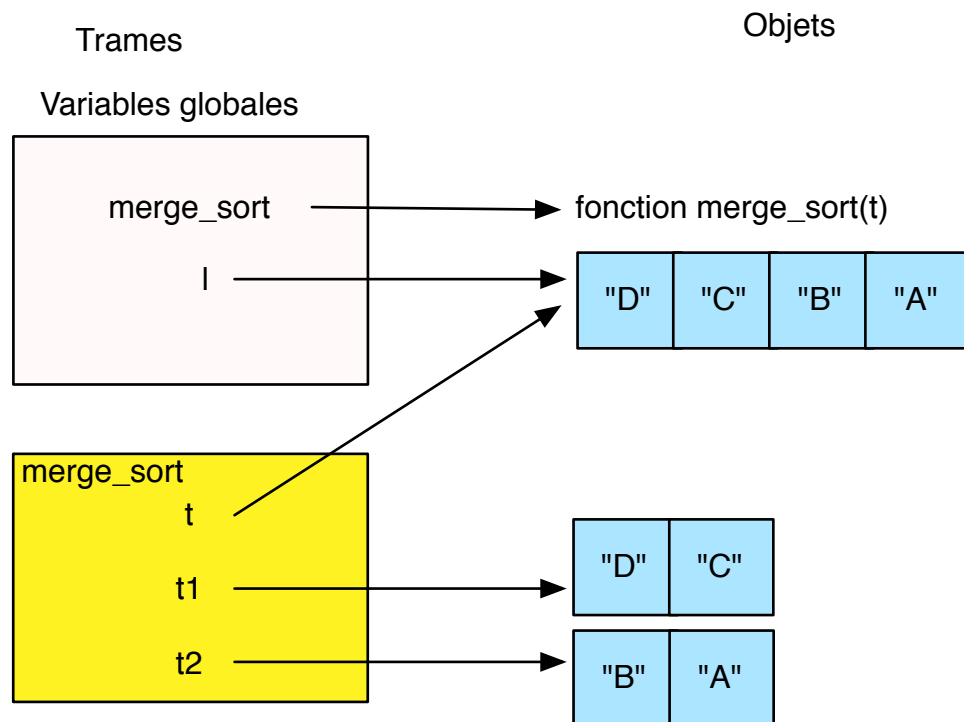 Trames
Objets
Variables globales
merge_sort
fonction merge_sort(t)
l
"D" "C" "B" "A"
merge_sort
t
t1
"D" "C"
t2
"B" "A"